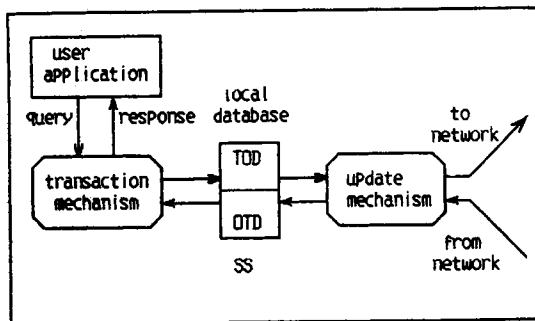 user
application
query
response
local
database
to
network
transaction
mechanism
TOD
OTD
update
mechanism
from
network
SS